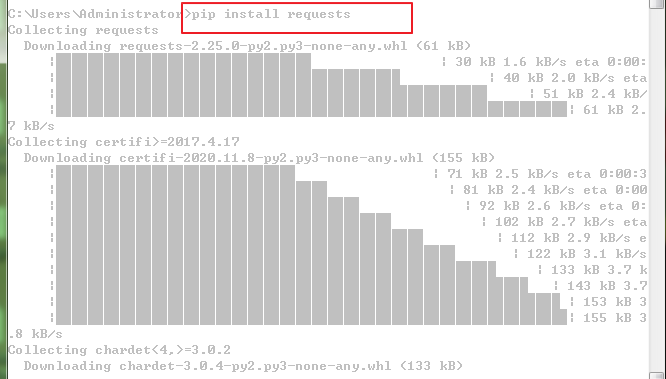 C:\Users\Administrator>pip install requests
Collecting requests
Downloading requests-2.25.0-py2.py3-none-any.whl (61 kB)
| | 30 kB 1.6 kB/s eta 0:00:
| | 40 kB 2.0 kB/s eta
| | 51 kB 2.4 kB/
| | 61 kB 2.
7 kB/s
Collecting certifi>=2017.4.17
Downloading certifi-2020.11.8-py2.py3-none-any.whl (155 kB)
| | 71 kB 2.5 kB/s eta 0:00:3
| 81 kB 2.4 kB/s eta 0:00
| 92 kB 2.6 kB/s eta 0:
| 102 kB 2.7 kB/s eta
| 112 kB 2.9 kB/s e
| 122 kB 3.1 kB/s
| 133 kB 3.7 k
| 143 kB 3.7
| 153 kB 3
| 155 kB 3
.8 kB/s
Collecting chardet<4,>=3.0.2
Downloading chardet-3.0.4-py2.py3-none-any.whl (133 kB)